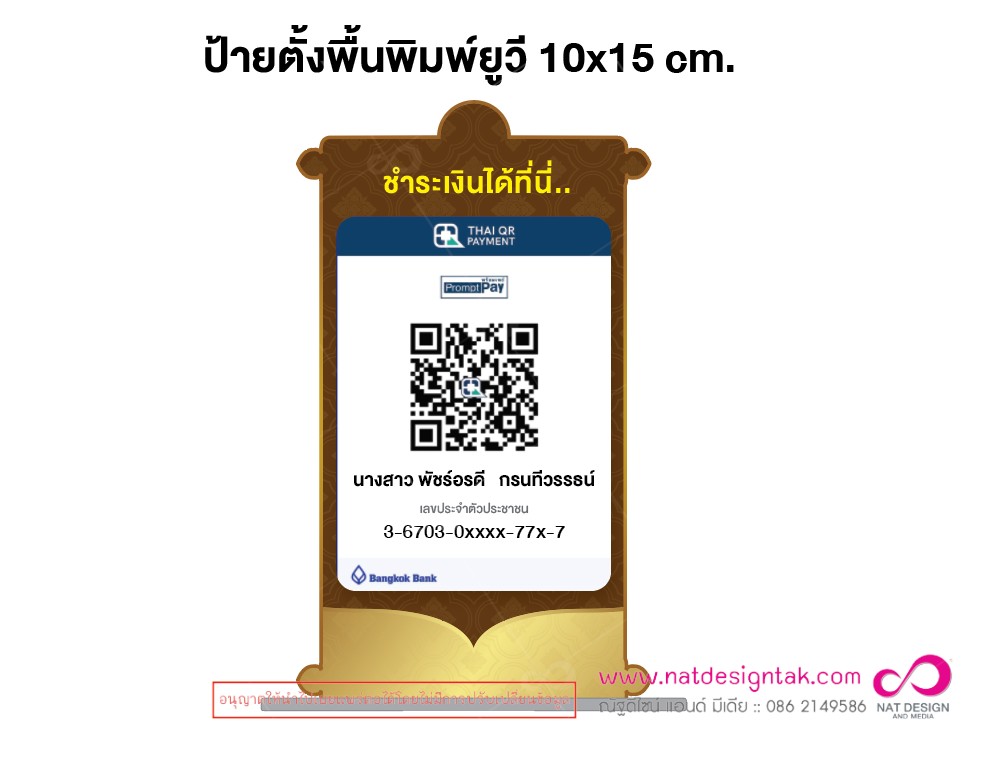 ป้ายตั้งพื้นพิมพ์ยูวี 10x15 cm.
ชำระเงินได้ที่นี่..
THAI QR
PAYMENT
พร้อมเพย์
PromptPay
นางสาว พัชร์อรดี กรนทีวรรธน์
เลขประจำตัวประชาชน
3-6703-0xxxx-77x-7
Bangkok Bank
www.natdesigntak.com
อนุญาตให้นำไปเป็นแบบ
ณฐดีไซน์ แอนด์ มีเดีย :: 086 2149586
NAT DESIGN
AND MEDIA